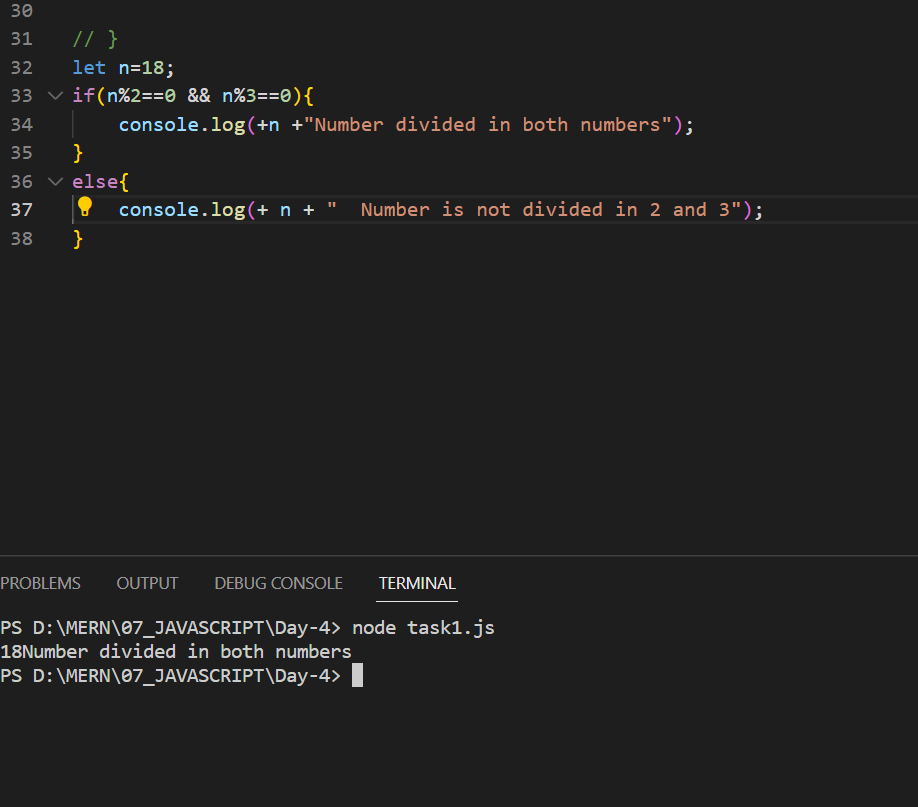 30
31 // }
32 let n=18;
33 if(n%2==0 && n%3==0){
34 console.log(+n +"Number divided in both numbers");
35 }
36 else{
37 console.log(+ n + "  Number is not divided in 2 and 3");
38 }
PROBLEMS OUTPUT DEBUG CONSOLE TERMINAL
PS D:\MERN\07_JAVASCRIPT\Day-4> node task1.js
18Number divided in both numbers
PS D:\MERN\07_JAVASCRIPT\Day-4>